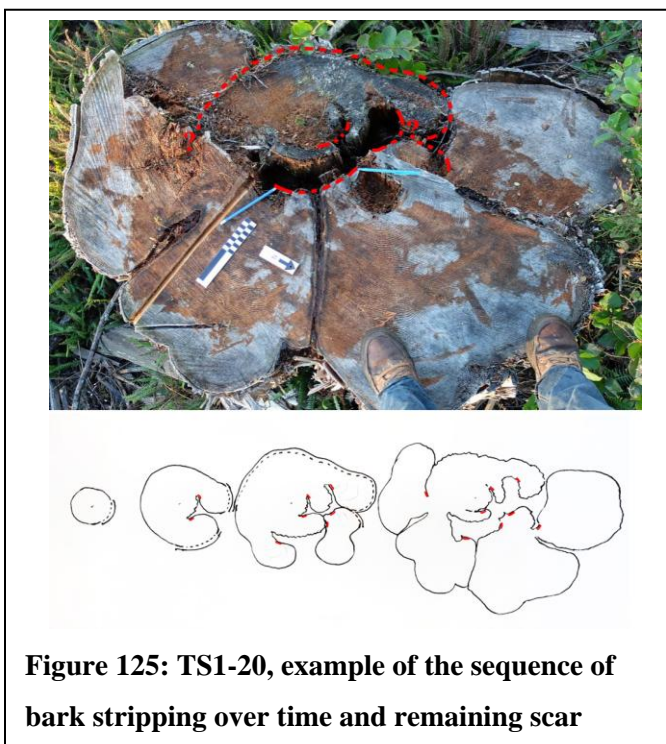 Figure 125: TS1-20, example of the sequence of
bark stripping over time and remaining scar